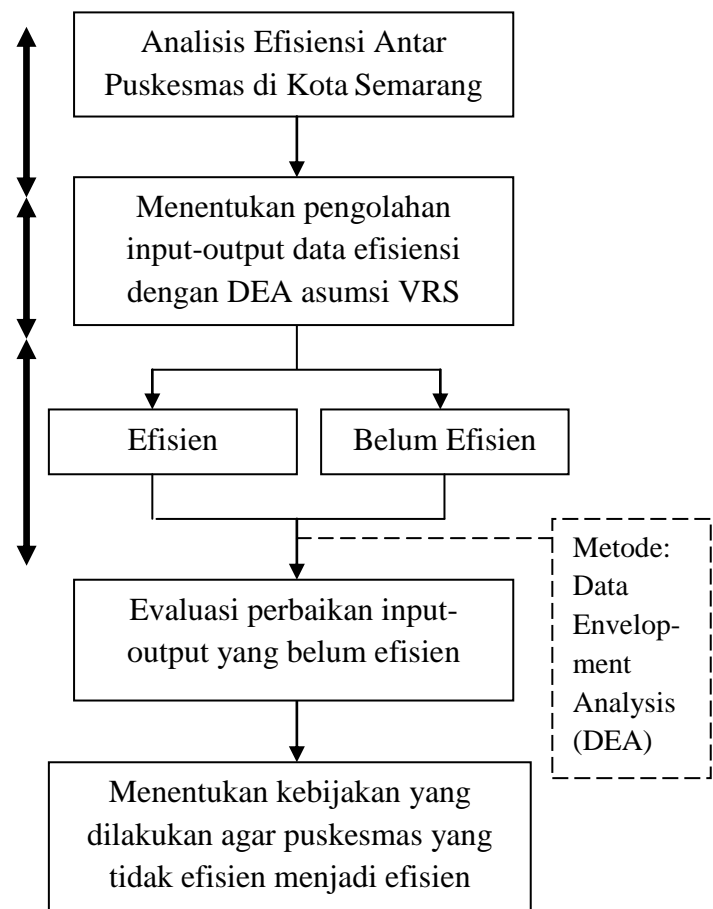 Analisis Efisiensi Antar
Puskesmas di Kota Semarang
Menentukan pengolahan
input-output data efisiensi
dengan DEA asumsi VRS
Efisien
Belum Efisien
Metode:
Data
Envelop-
ment
Analysis
(DEA)
Evaluasi perbaikan input-
output yang belum efisien
Menentukan kebijakan yang
dilakukan agar puskesmas yang
tidak efisien menjadi efisien